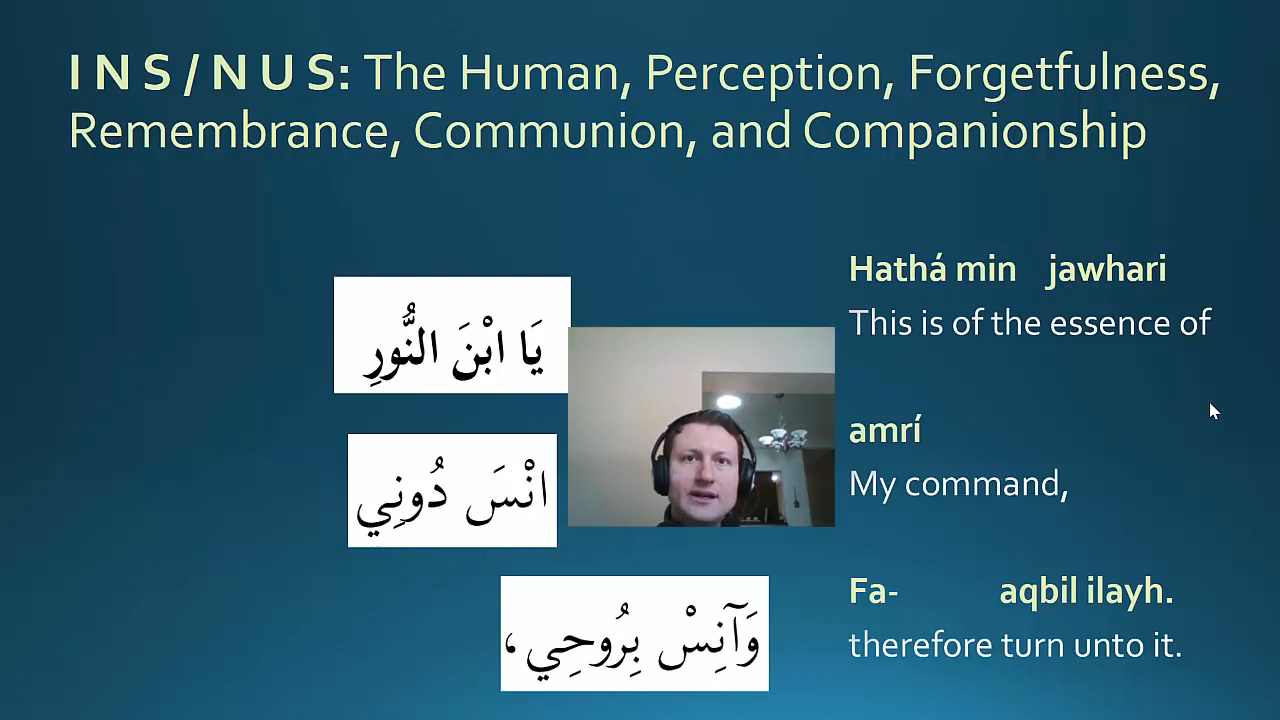 I N S / N U S: The Human, Perception, Forgetfulness,
Remembrance, Communion, and Companionship
يَا ابْنَ النُّورِ
انْسَ دُونِي
وَآنِسْ بِرُوحِي،
Hathá min jawhari
This is of the essence of
amrí
My command,
Fa- aqbil ilayh.
therefore turn unto it.